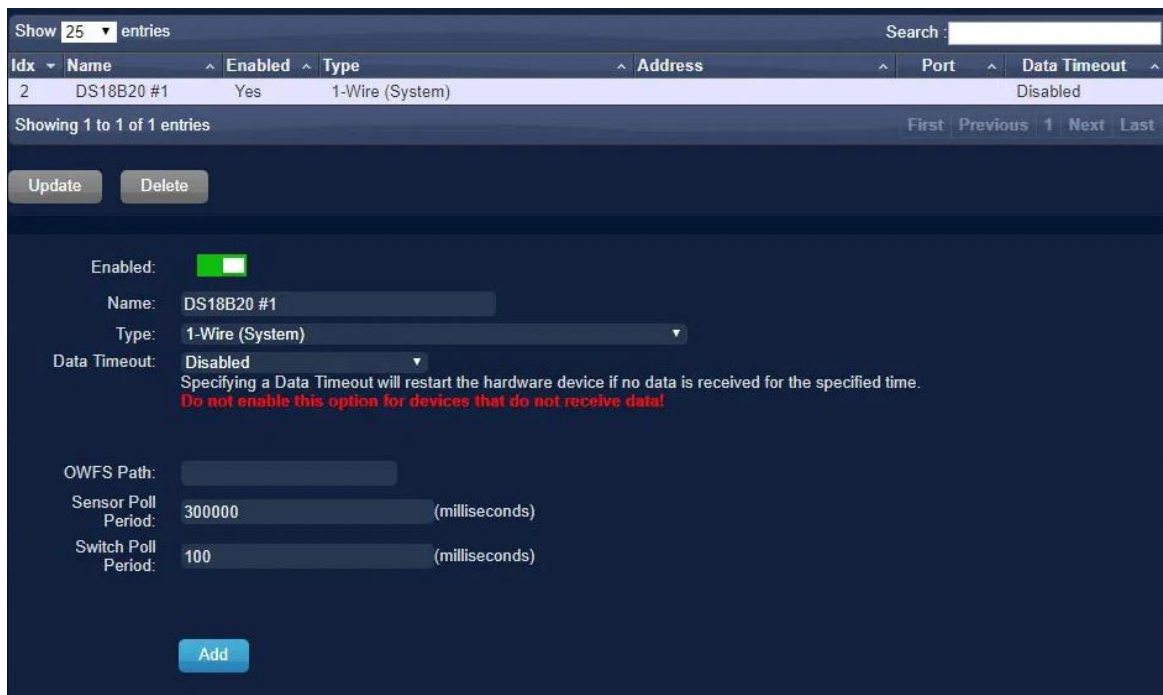 Show 25 entries Search :
Idx Name Enabled Type Address Port Data Timeout
2 DS18B20 #1 Yes 1-Wire (System) Disabled
Showing 1 to 1 of 1 entries First Previous 1 Next Last
Update Delete
Enabled:
Name: DS18B20 #1
Type: 1-Wire (System)
Data Timeout: Disabled
Specifying a Data Timeout will restart the hardware device if no data is received for the specified time.
Do not enable this option for devices that do not receive data!
OWFS Path:
Sensor Poll
Period: 300000 (milliseconds)
Switch Poll
Period: 100 (milliseconds)
Add